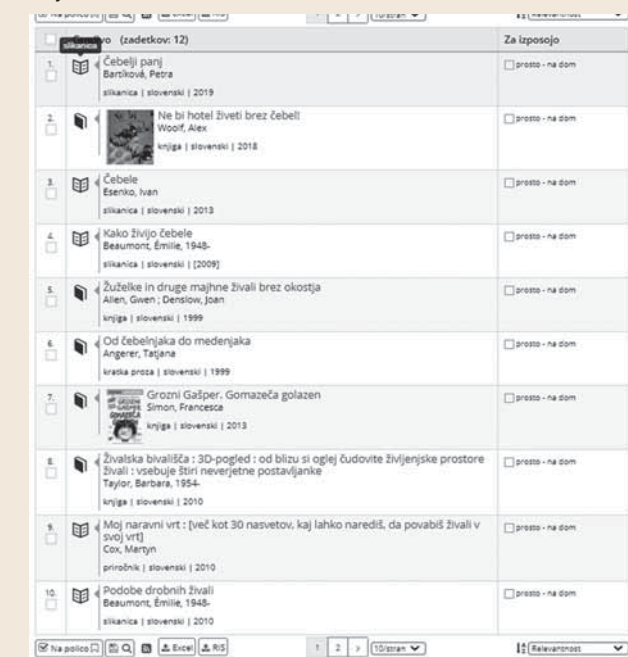 Na polico Excel RIS 1 2 > 10/stran Relevantnost
Gradivo (zadetkov: 12) Za izposojo
slikanica
1. Čebelji panj prosto - na dom
Bartíková, Petra
slikanica | slovenski | 2019
2. Ne bi hotel živeti brez čebel! prosto - na dom
Woolf, Alex
knjiga | slovenski | 2018
3. Čebele prosto - na dom
Esenko, Ivan
slikanica | slovenski | 2013
4. Kako živijo čebele prosto - na dom
Beaumont, Émilie, 1948-
slikanica | slovenski | [2009]
5. Žuželke in druge majhne živali brez okostja prosto - na dom
Allen, Gwen ; Denslow, Joan
knjiga | slovenski | 1999
6. Od čebelnjaka do medenjaka prosto - na dom
Angerer, Tatjana
kratka proza | slovenski | 1999
7. Grozni Gašper. Gomazeča golazen prosto - na dom
Simon, Francesca
knjiga | slovenski | 2013
8. Živalska bivališča : 3D-pogled : od blizu si oglej čudovite življenjske prostore prosto - na dom
živali : vsebuje štiri neverjetne postavljanke
Taylor, Barbara, 1954-
knjiga | slovenski | 2010
9. Moj naravni vrt : [več kot 30 nasvetov, kaj lahko narediš, da povabiš živali v prosto - na dom
svoj vrt]
Cox, Martyn
priročnik | slovenski | 2010
10. Podobe drobnih živali prosto - na dom
Beaumont, Émilie, 1948-
slikanica | slovenski | 2010
Na polico Excel RIS 1 2 > 10/stran Relevantnost